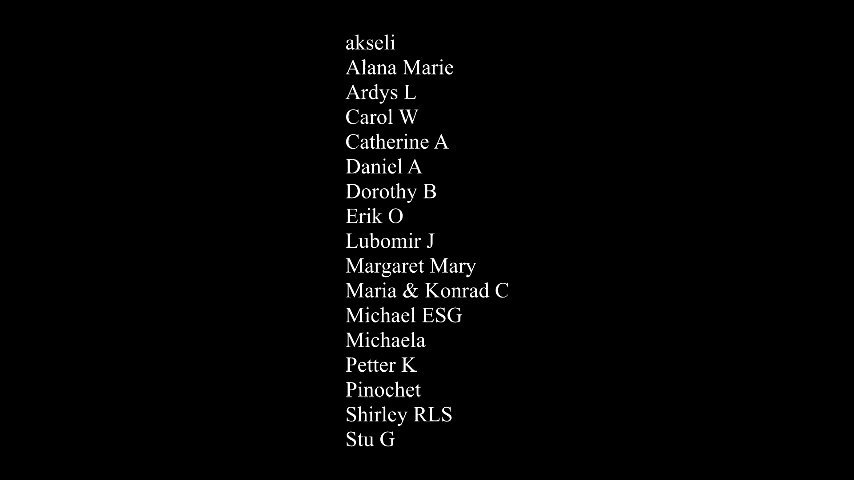 akseli
Alana Marie
Ardys L
Carol W
Catherine A
Daniel A
Dorothy B
Erik O
Lubomir J
Margaret Mary
Maria & Konrad C
Michael ESG
Michaela
Petter K
Pinochet
Shirley RLS
Stu G